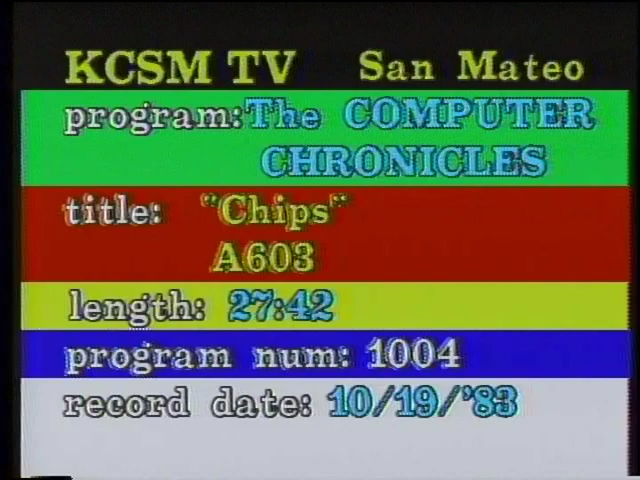 KCSM TV San Mateo
program: The COMPUTER
CHRONICLES
title: "Chips"
A603
length: 27:42
program num: 1004
record date: 10/19/'83